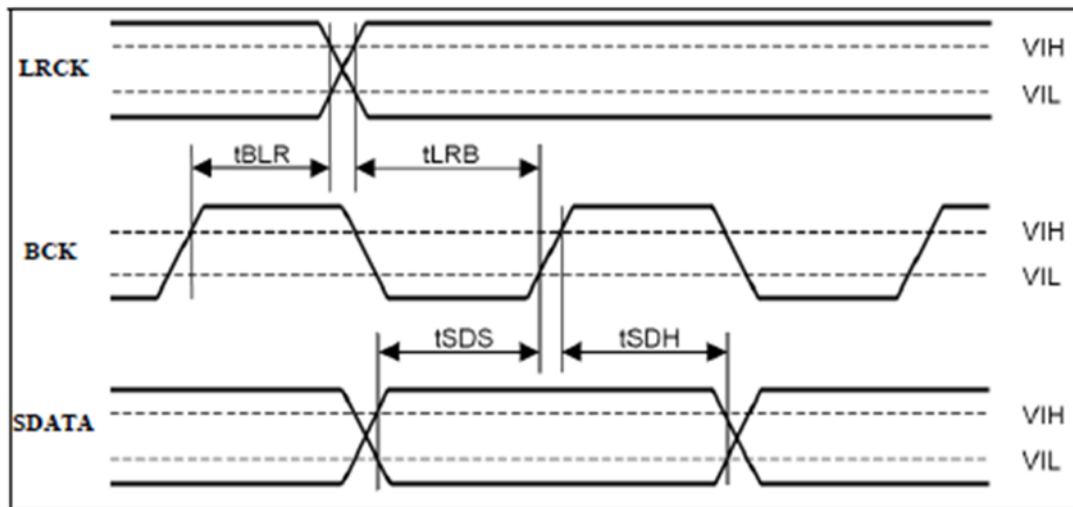 LRCK
VIH
VIL
tBLR
tLRB
BCK
VIH
VIL
tSDS
tSDH
SDATA
VIH
VIL